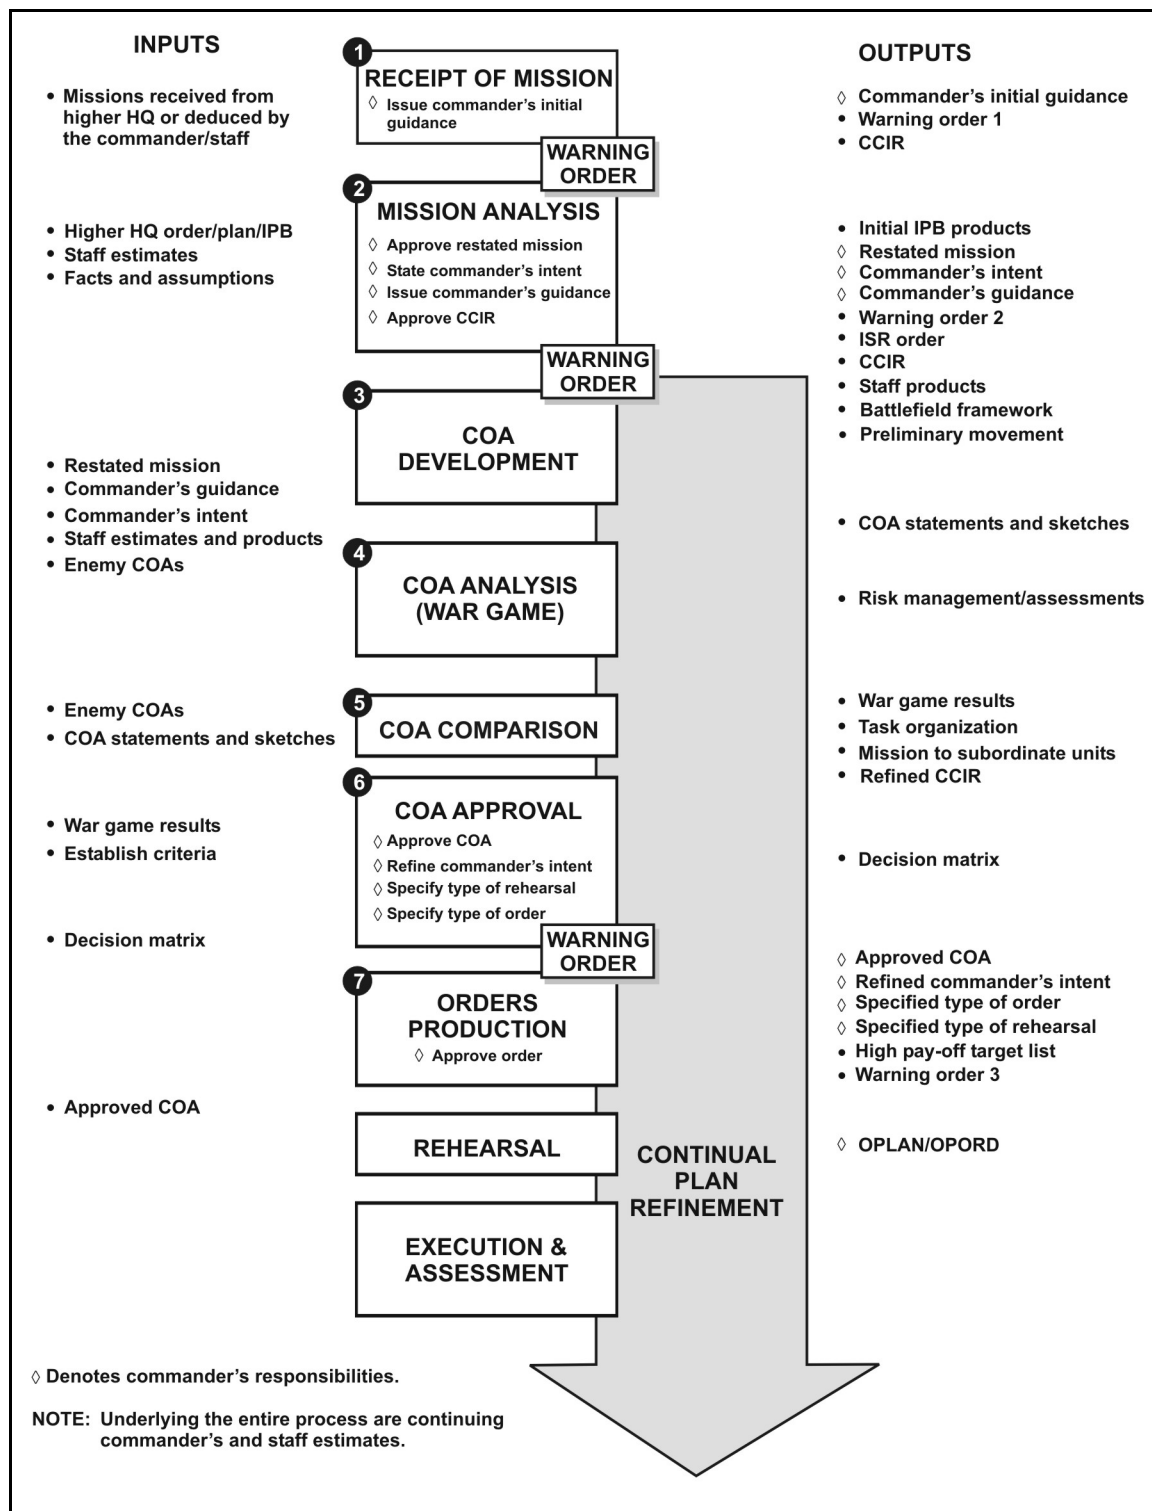 INPUTS
• Missions received from
higher HQ or deduced by
the commander/staff
• Higher HQ order/plan/IPB
• Staff estimates
• Facts and assumptions
• Restated mission
• Commander’s guidance
• Commander’s intent
• Staff estimates and products
• Enemy COAs
• Enemy COAs
• COA statements and sketches
• War game results
• Establish criteria
• Decision matrix
• Approved COA
1
RECEIPT OF MISSION
◊ Issue commander’s initial
guidance
WARNING
ORDER
2
MISSION ANALYSIS
◊ Approve restated mission
◊ State commander’s intent
◊ Issue commander’s guidance
◊ Approve CCIR
WARNING
ORDER
3
COA
DEVELOPMENT
4
COA ANALYSIS
(WAR GAME)
5
COA COMPARISON
6
COA APPROVAL
◊ Approve COA
◊ Refine commander’s intent
◊ Specify type of rehearsal
◊ Specify type of order
WARNING
ORDER
7
ORDERS
PRODUCTION
◊ Approve order
REHEARSAL
EXECUTION &
ASSESSMENT
CONTINUAL
PLAN
REFINEMENT
OUTPUTS
◊ Commander’s initial guidance
• Warning order 1
• CCIR
• Initial IPB products
◊ Restated mission
◊ Commander’s intent
◊ Commander’s guidance
• Warning order 2
• ISR order
• CCIR
• Staff products
• Battlefield framework
• Preliminary movement
• COA statements and sketches
• Risk management/assessments
• War game results
• Task organization
• Mission to subordinate units
• Refined CCIR
• Decision matrix
◊ Approved COA
◊ Refined commander’s intent
◊ Specified type of order
◊ Specified type of rehearsal
• High pay-off target list
• Warning order 3
◊ OPLAN/OPORD
◊ Denotes commander’s responsibilities.
NOTE: Underlying the entire process are continuing
commander’s and staff estimates.